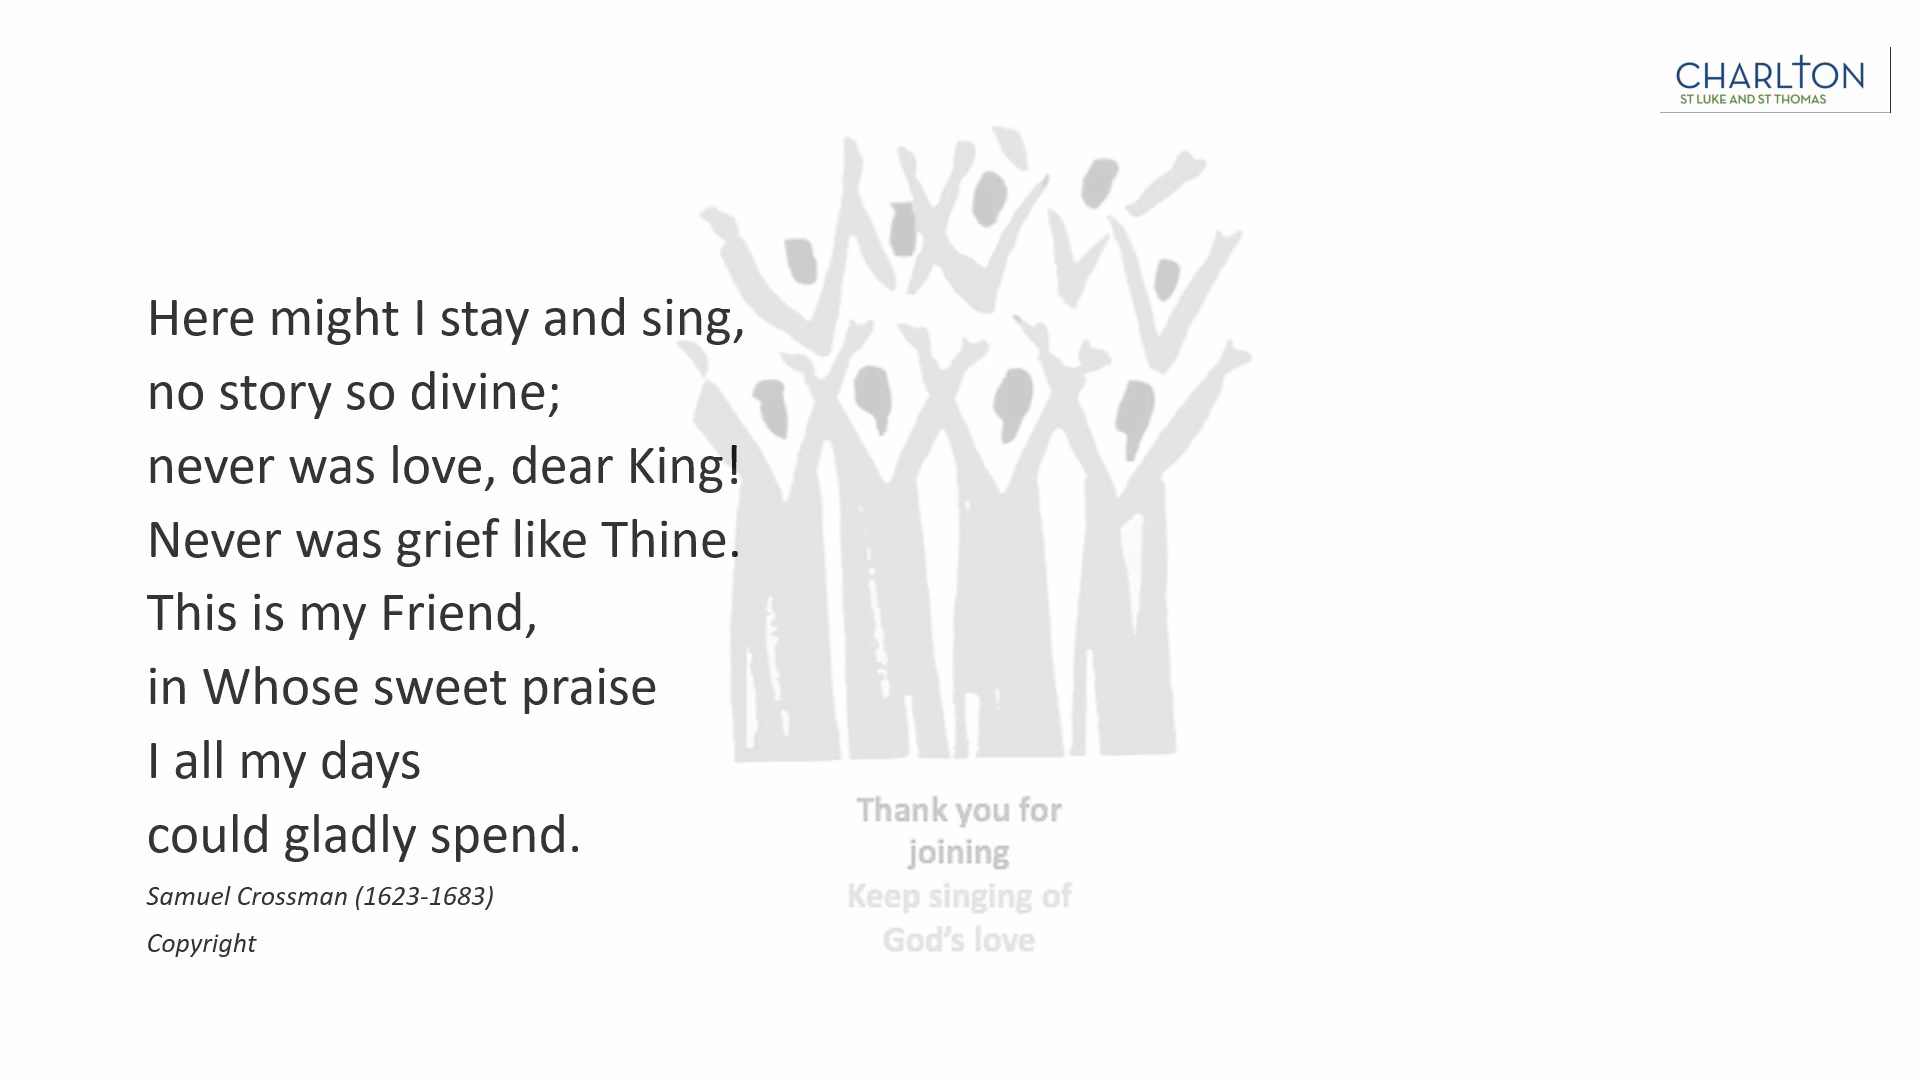 CHARLTON
ST LUKE AND ST THOMAS
Here might I stay and sing,
no story so divine;
never was love, dear King!
Never was grief like Thine.
This is my Friend,
in Whose sweet praise
I all my days
could gladly spend.
Samuel Crossman (1623-1683)
Copyright
Thank you for
joining
Keep singing of
God’s love